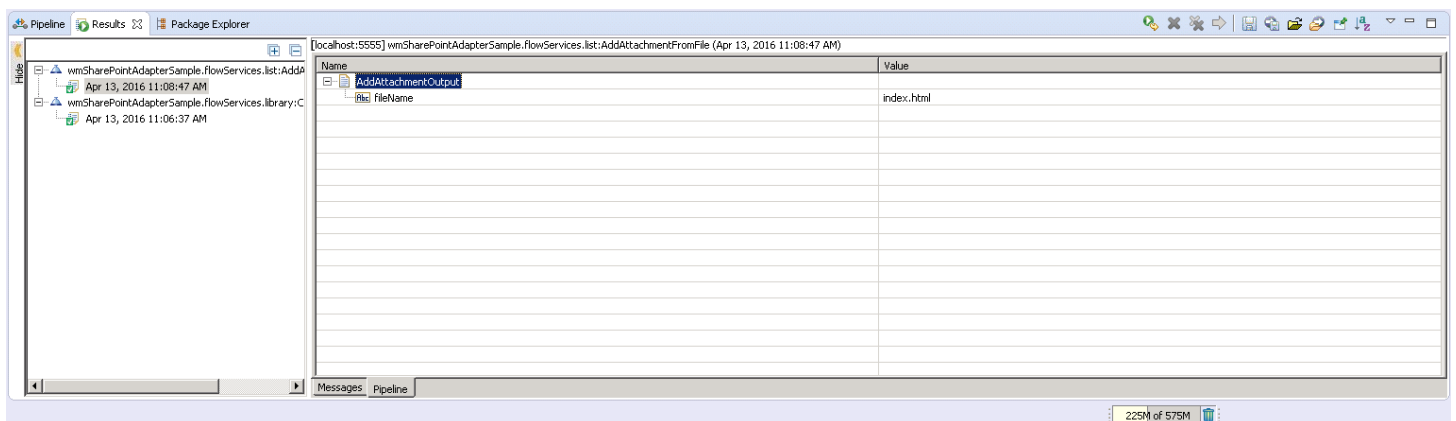 Pipeline Results Package Explorer
Hide
[localhost:5555] wmSharePointAdapterSample.flowServices.list:AddAttachmentFromFile (Apr 13, 2016 11:08:47 AM)
wmSharePointAdapterSample.flowServices.list:AddA
Apr 13, 2016 11:08:47 AM
wmSharePointAdapterSample.flowServices.library:C
Apr 13, 2016 11:06:37 AM
Name Value
AddAttachmentOutput
Abc fileName index.html
Messages Pipeline
225M of 575M